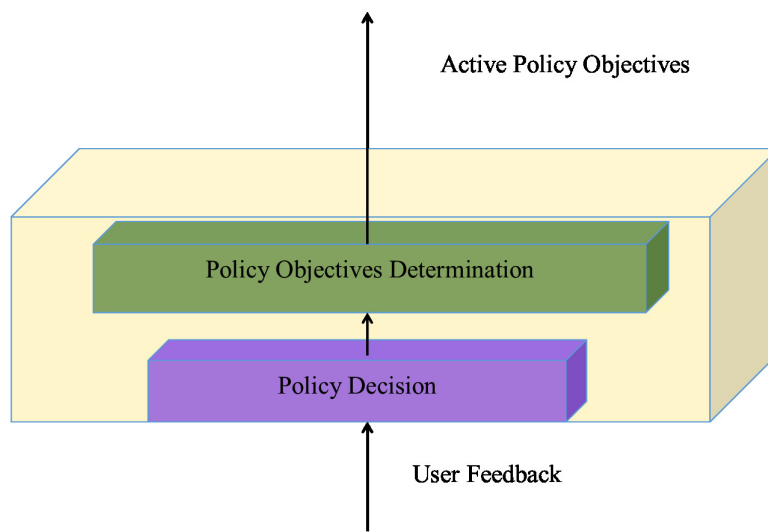 Active Policy Objectives
Policy Objectives Determination
Policy Decision
User Feedback